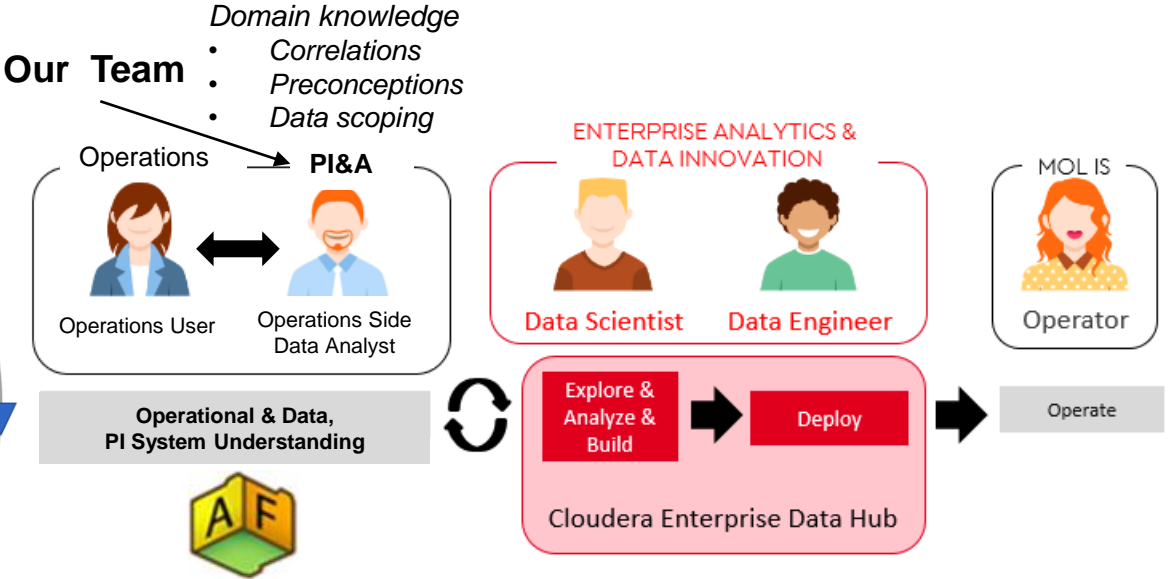 Domain knowledge
• Correlations
• Preconceptions
• Data scoping
Our Team
Operations
PI&A
Operations User
Operations Side
Data Analyst
ENTERPRISE ANALYTICS &
DATA INNOVATION
Data Scientist
Data Engineer
MOL IS
Operator
Operational & Data,
PI System Understanding
Explore &
Analyze &
Build
Deploy
Operate
Cloudera Enterprise Data Hub
A F